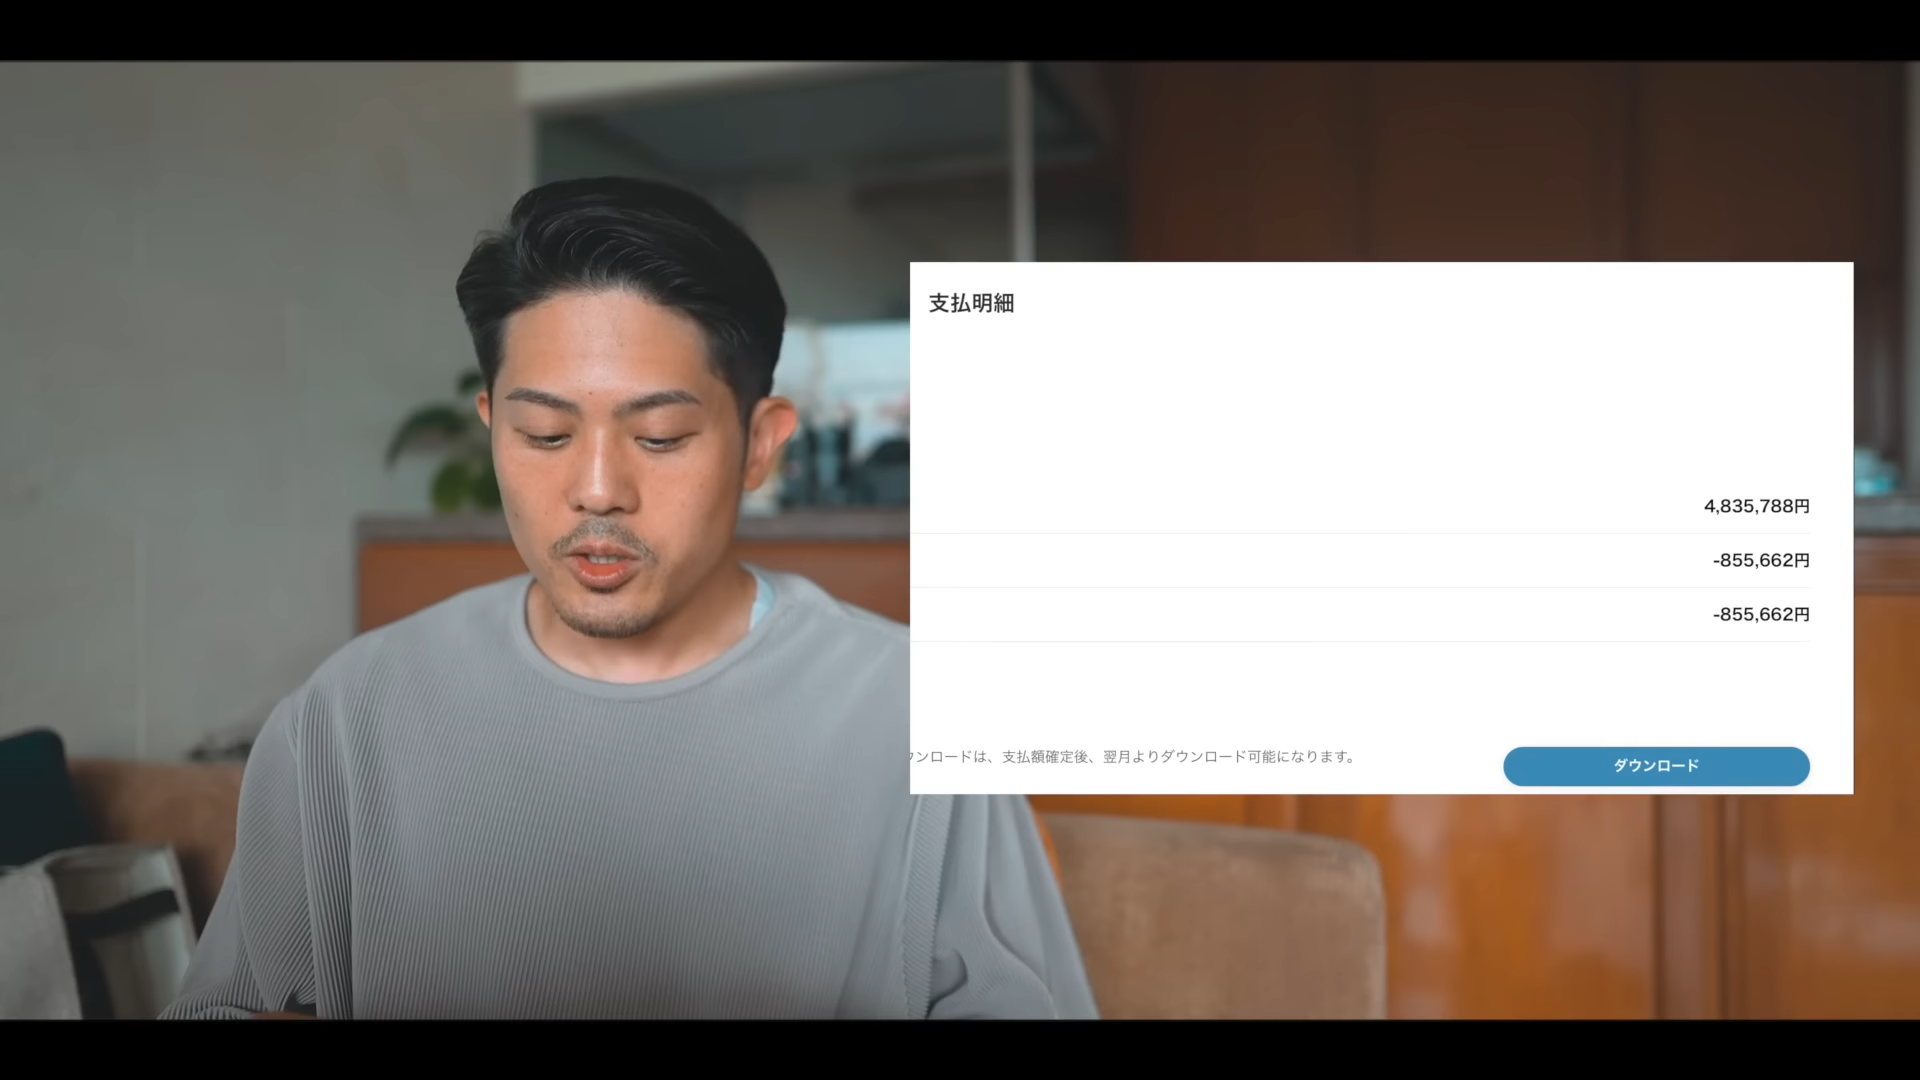 支払明細
4,835,788円
-855,662円
-855,662円
ンロードは、支払額確定後、翌月よりダウンロード可能になります。
ダウンロード